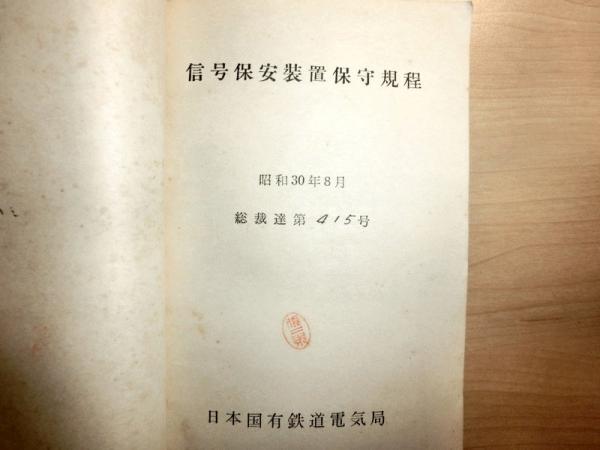 信号保安装置保守規程
昭和30年8月
総裁達第415号
日本国有鉄道電気局